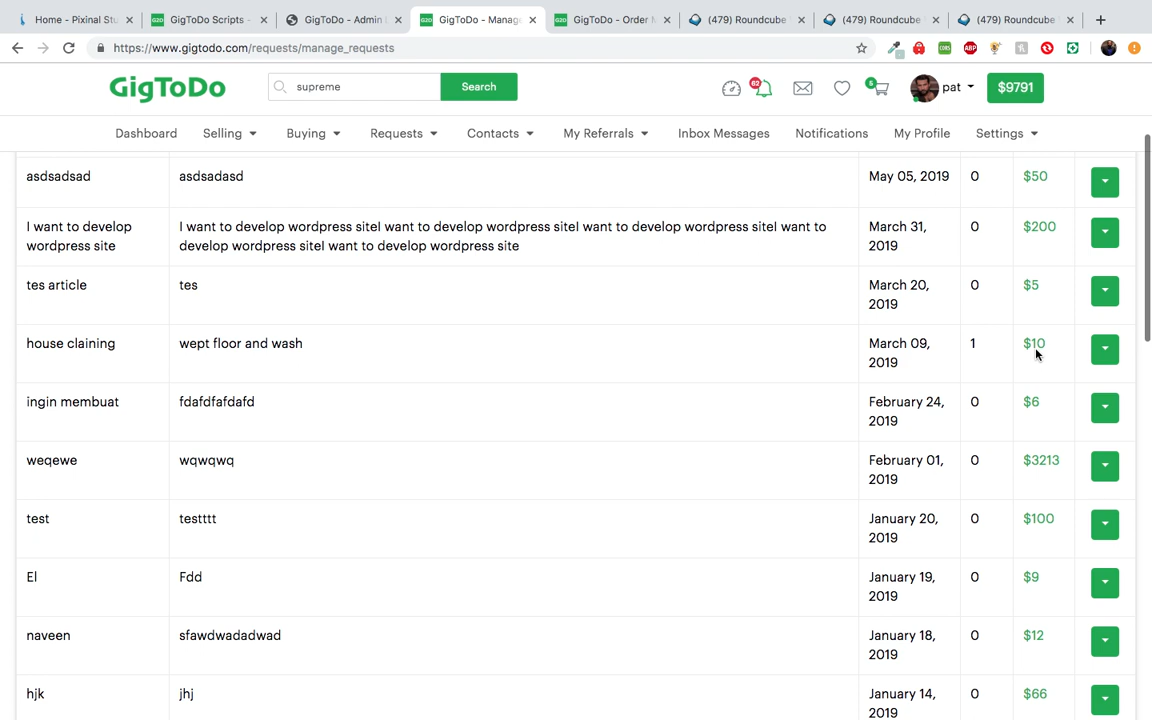 Home - Pixinal Stu
GigToDo Scripts -
GigToDo - Admin
GigToDo - Manage
GigToDo - Order M
(479) Roundcube
(479) Roundcube
(479) Roundcube
https://www.gigtodo.com/requests/manage_requests
GigToDo
supreme
Search
62
5
pat
$9791
Dashboard
Selling
Buying
Requests
Contacts
My Referrals
Inbox Messages
Notifications
My Profile
Settings
asdsadsad
asdsadasd
May 05, 2019
0
$50
I want to develop
wordpress site
I want to develop wordpress siteI want to develop wordpress siteI want to develop wordpress siteI want to
develop wordpress siteI want to develop wordpress site
March 31,
2019
0
$200
tes article
tes
March 20,
2019
0
$5
house claining
wept floor and wash
March 09,
2019
1
$10
ingin membuat
fdafdfafdafd
February 24,
2019
0
$6
weqewe
wqwqwq
February 01,
2019
0
$3213
test
testttt
January 20,
2019
0
$100
El
Fdd
January 19,
2019
0
$9
naveen
sfawdwadadwad
January 18,
2019
0
$12
hjk
jhj
January 14,
2019
0
$66